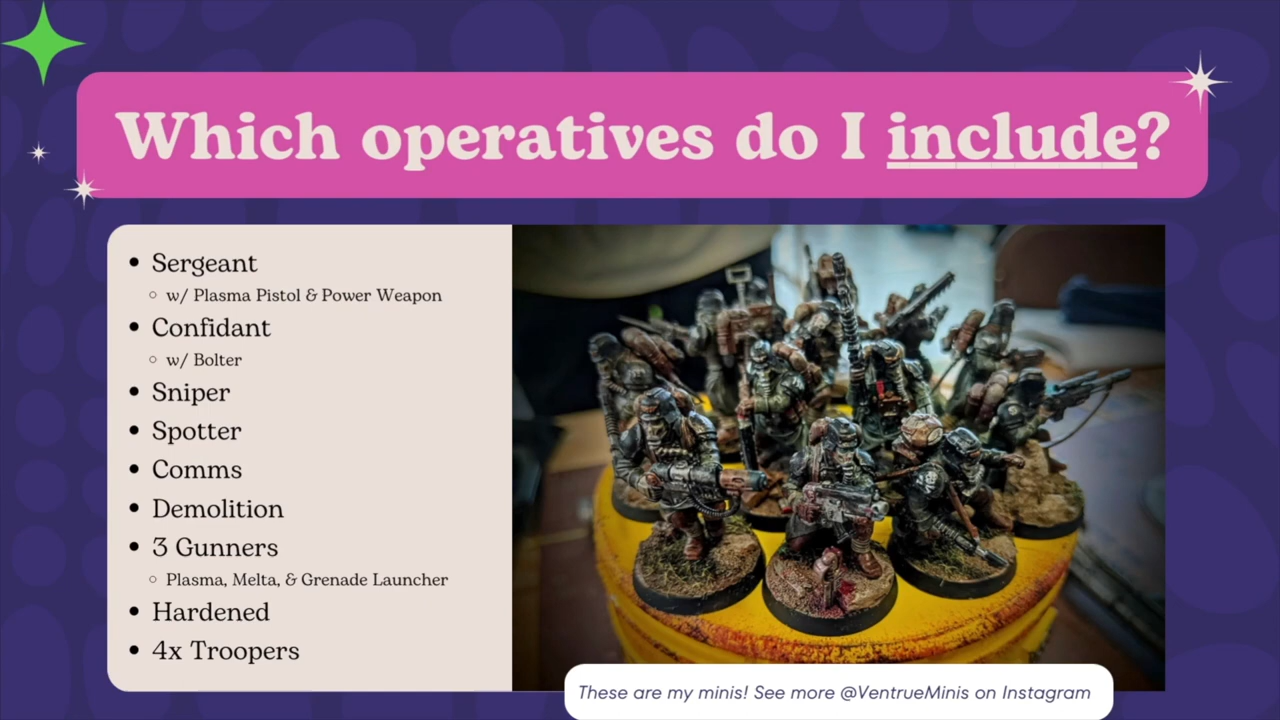 Which operatives do I include?
Sergeant
w/ Plasma Pistol & Power Weapon
Confidant
w/ Bolter
Sniper
Spotter
Comms
Demolition
3 Gunners
Plasma, Melta, & Grenade Launcher
Hardened
4x Troopers
These are my minis! See more @VentrueMinis on Instagram